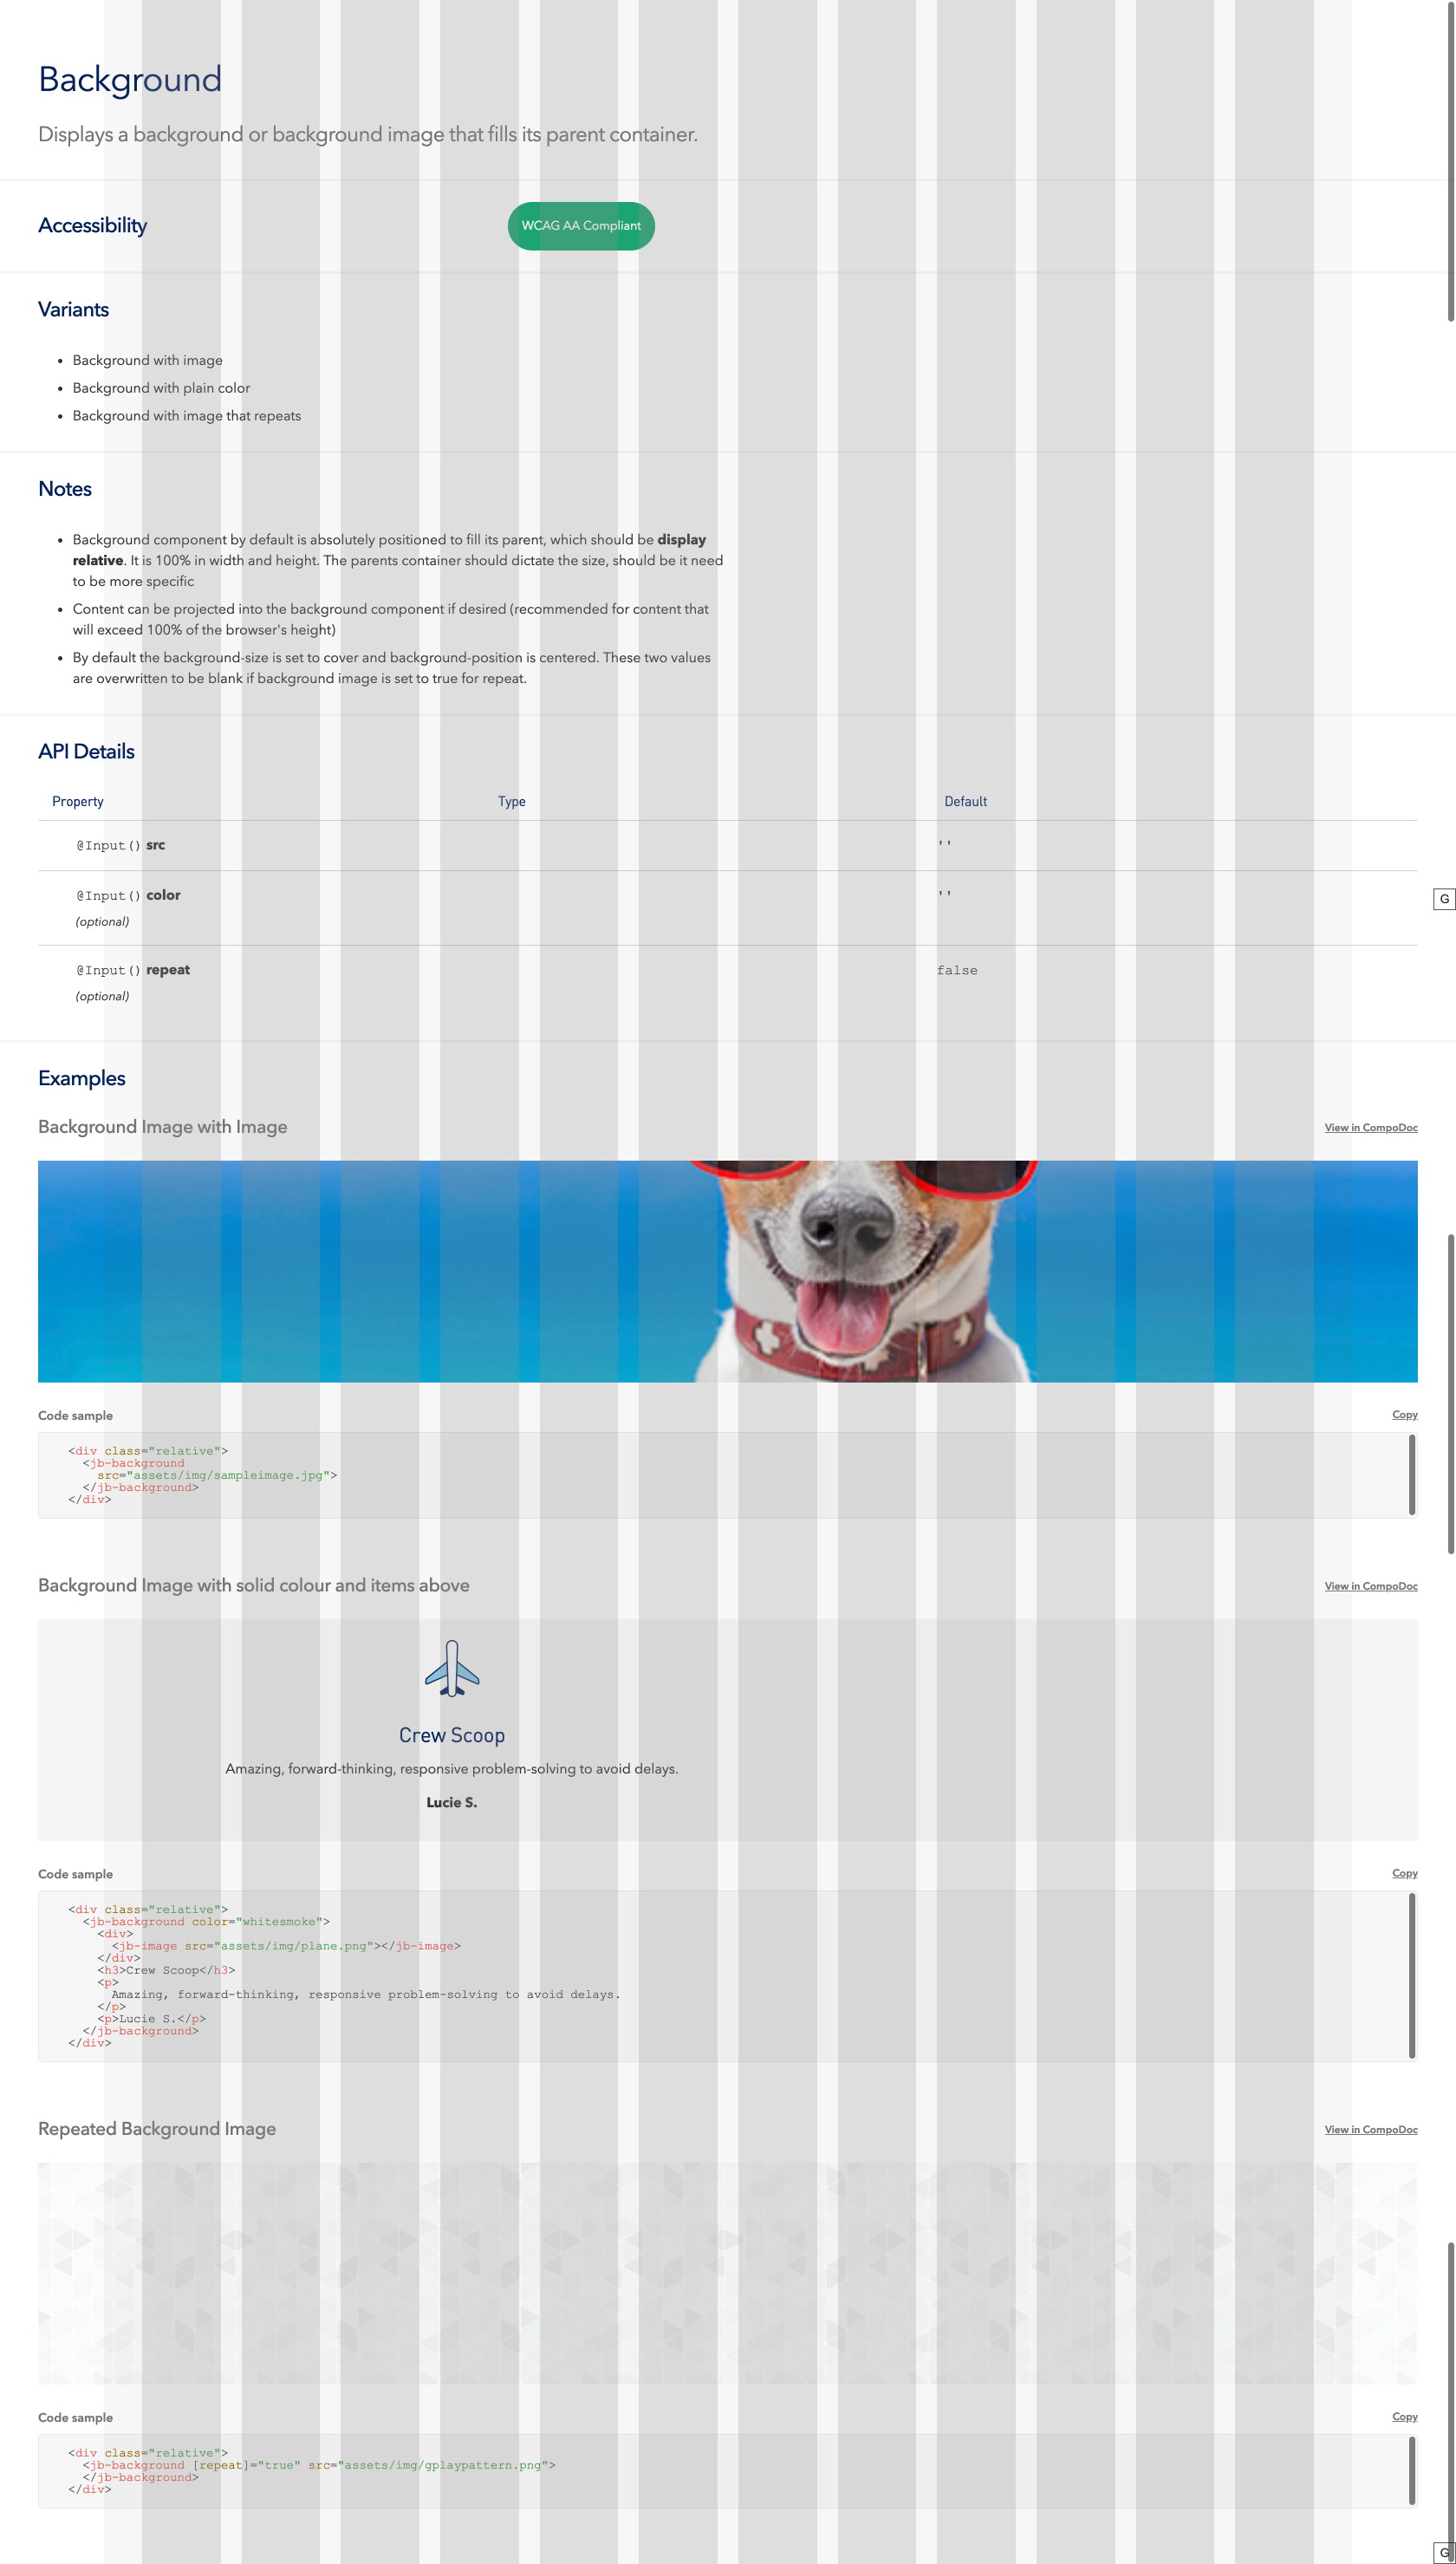 Background
Displays a background or background image that fills its parent container.
Accessibility
WCAG AA Compliant
Variants
• Background with image
• Background with plain color
• Background with image that repeats
Notes
• Background component by default is absolutely positioned to fill its parent, which should be display
relative. It is 100% in width and height. The parents container should dictate the size, should be it need
to be more specific
• Content can be projected into the background component if desired (recommended for content that
will exceed 100% of the browser's height)
• By default the background-size is set to cover and background-position is centered. These two values
are overwritten to be blank if background image is set to true for repeat.
API Details
Property Type Default
@Input() src ''
@Input() color ''
G
(optional)
@Input() repeat false
(optional)
Examples
Background Image with Image View in CompoDoc
Code sample Copy
<div class="relative">
  <jb-background
    src="assets/img/sampleimage.jpg">
  </jb-background>
</div>
Background Image with solid colour and items above View in CompoDoc
Crew Scoop
Amazing, forward-thinking, responsive problem-solving to avoid delays.
Lucie S.
Code sample Copy
<div class="relative">
  <jb-background color="whitesmoke">
    <div>
      <jb-image src="assets/img/plane.png"></jb-image>
    </div>
    <h3>Crew Scoop</h3>
    <p>
      Amazing, forward-thinking, responsive problem-solving to avoid delays.
    </p>
    <p>Lucie S.</p>
  </jb-background>
</div>
Repeated Background Image View in CompoDoc
Code sample Copy
<div class="relative">
  <jb-background [repeat]="true" src="assets/img/gplaypattern.png">
  </jb-background>
</div>
G